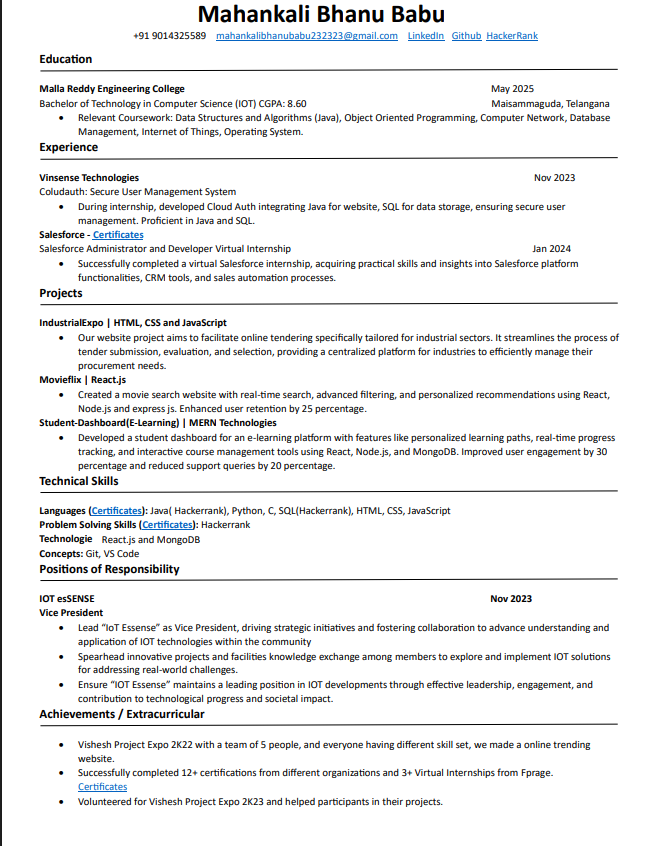 Mahankali Bhanu Babu
+91 9014325589 mahankalibhanubabu232323@gmail.com LinkedIn Github HackerRank
Education
Malla Reddy Engineering College May 2025
Bachelor of Technology in Computer Science (IOT) CGPA: 8.60 Maisammaguda, Telangana
• Relevant Coursework: Data Structures and Algorithms (Java), Object Oriented Programming, Computer Network, Database
Management, Internet of Things, Operating System.
Experience
Vinsense Technologies Nov 2023
Coludauth: Secure User Management System
• During internship, developed Cloud Auth integrating Java for website, SQL for data storage, ensuring secure user
management. Proficient in Java and SQL.
Salesforce - Certificates
Salesforce Administrator and Developer Virtual Internship Jan 2024
• Successfully completed a virtual Salesforce internship, acquiring practical skills and insights into Salesforce platform
functionalities, CRM tools, and sales automation processes.
Projects
IndustrialExpo | HTML, CSS and JavaScript
• Our website project aims to facilitate online tendering specifically tailored for industrial sectors. It streamlines the process of
tender submission, evaluation, and selection, providing a centralized platform for industries to efficiently manage their
procurement needs.
Movieflix | React.js
• Created a movie search website with real-time search, advanced filtering, and personalized recommendations using React,
Node.js and express js. Enhanced user retention by 25 percentage.
Student-Dashboard(E-Learning) | MERN Technologies
• Developed a student dashboard for an e-learning platform with features like personalized learning paths, real-time progress
tracking, and interactive course management tools using React, Node.js, and MongoDB. Improved user engagement by 30
percentage and reduced support queries by 20 percentage.
Technical Skills
Languages (Certificates): Java( Hackerrank), Python, C, SQL(Hackerrank), HTML, CSS, JavaScript
Problem Solving Skills (Certificates): Hackerrank
Technologie React.js and MongoDB
Concepts: Git, VS Code
Positions of Responsibility
IOT esSENSE Nov 2023
Vice President
• Lead “IoT Essense” as Vice President, driving strategic initiatives and fostering collaboration to advance understanding and
application of IOT technologies within the community
• Spearhead innovative projects and facilities knowledge exchange among members to explore and implement IOT solutions
for addressing real-world challenges.
• Ensure “IOT Essense” maintains a leading position in IOT developments through effective leadership, engagement, and
contribution to technological progress and societal impact.
Achievements / Extracurricular
• Vishesh Project Expo 2K22 with a team of 5 people, and everyone having different skill set, we made a online trending
website.
• Successfully completed 12+ certifications from different organizations and 3+ Virtual Internships from Fprage.
Certificates
• Volunteered for Vishesh Project Expo 2K23 and helped participants in their projects.